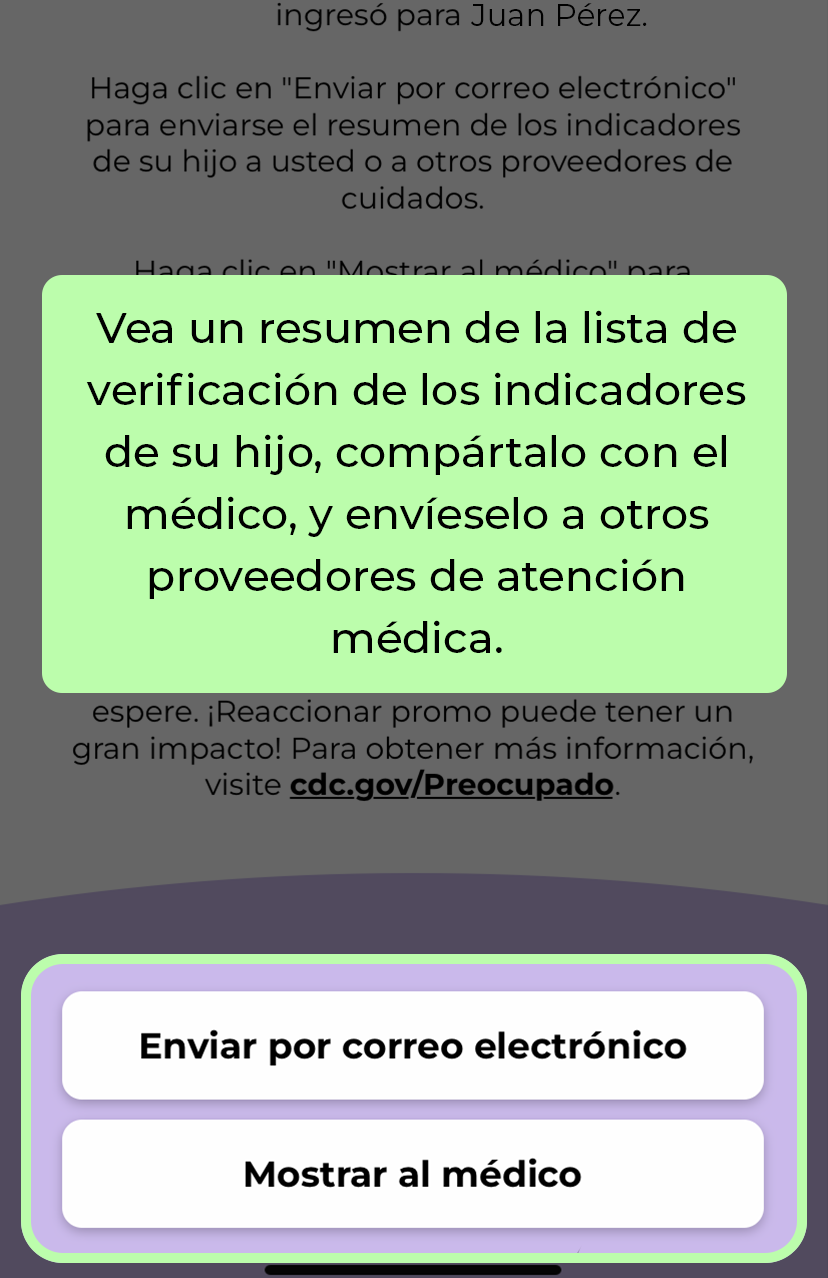 ingresó para Juan Pérez.
Haga clic en "Enviar por correo electrónico"
para enviarse el resumen de los indicadores
de su hijo a usted o a otros proveedores de
cuidados.
Haga clic en "Mostrar al médico" para
Vea un resumen de la lista de
verificación de los indicadores
de su hijo, compártalo con el
médico, y envíeselo a otros
proveedores de atención
médica.
espere. ¡Reaccionar promo puede tener un
gran impacto! Para obtener más información,
visite cdc.gov/Preocupado.
Enviar por correo electrónico
Mostrar al médico